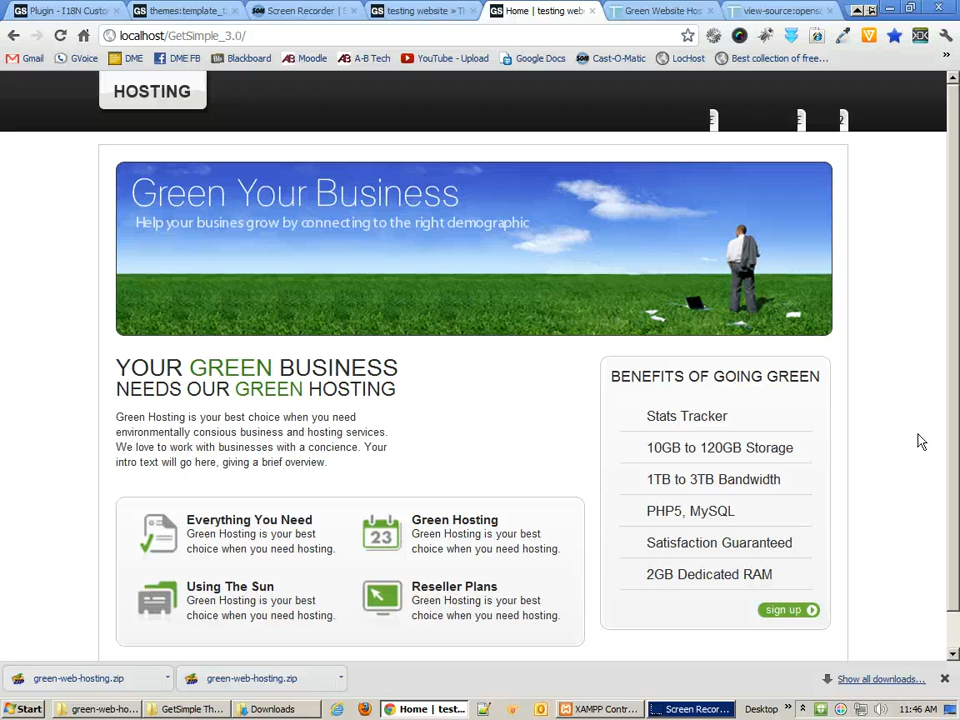 Plugin - I18N Custo
themes:template_t
Screen Recorder |
testing website » T
Home | testing web
Green Website Hos
view-source:opens
localhost/GetSimple_3.0/
Gmail
GVoice
DME
DME FB
Blackboard
Moodle
A-B Tech
YouTube - Upload
Google Docs
Cast-O-Matic
LocHost
Best collection of free...
HOSTING
Green Your Business
Help your busines grow by connecting to the right demographic
YOUR GREEN BUSINESS
NEEDS OUR GREEN HOSTING
Green Hosting is your best choice when you need
environmentally consious business and hosting services.
We love to work with businesses with a concience. Your
intro text will go here, giving a brief overview.
Everything You Need
Green Hosting is your best
choice when you need hosting.
Green Hosting
Green Hosting is your best
choice when you need hosting.
Using The Sun
Green Hosting is your best
choice when you need hosting.
Reseller Plans
Green Hosting is your best
choice when you need hosting.
BENEFITS OF GOING GREEN
Stats Tracker
10GB to 120GB Storage
1TB to 3TB Bandwidth
PHP5, MySQL
Satisfaction Guaranteed
2GB Dedicated RAM
sign up
green-web-hosting.zip
green-web-hosting.zip
Show all downloads...
Start
green-web-ho...
GetSimple Th...
Downloads
Home | test...
XAMPP Contr...
Screen Recor...
Desktop
11:46 AM